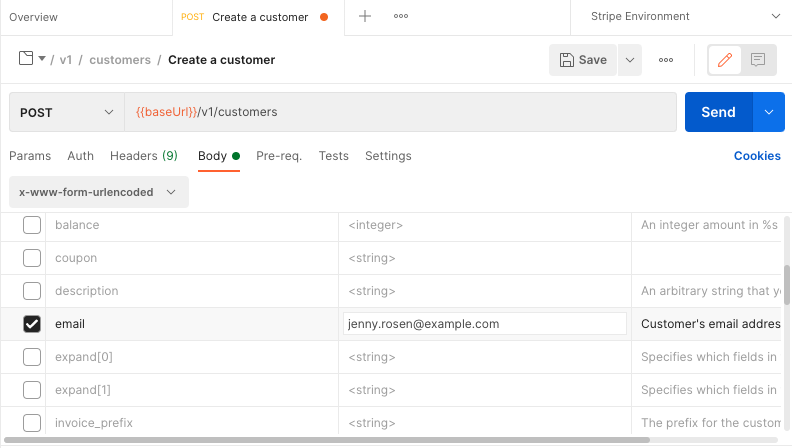 Overview
POST Create a customer
Stripe Environment
/ v1 / customers / Create a customer
Save
POST
{{baseUrl}}/v1/customers
Send
Params Auth Headers (9) Body Pre-req. Tests Settings Cookies
x-www-form-urlencoded
balance <integer> An integer amount in %s
coupon <string>
description <string> An arbitrary string that yo
email jenny.rosen@example.com Customer's email addres
expand[0] <string> Specifies which fields in
expand[1] <string> Specifies which fields in
invoice_prefix <string> The prefix for the custom